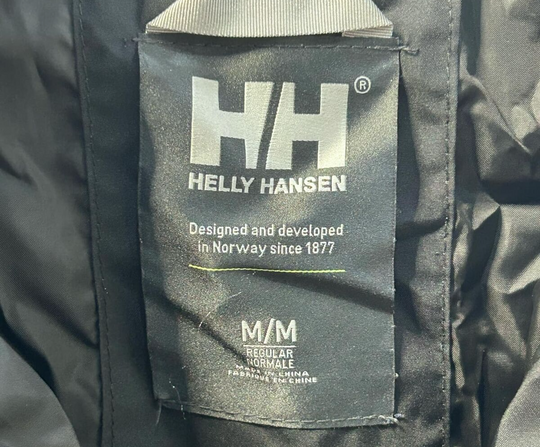 HH®
HELLY HANSEN
Designed and developed
in Norway since 1877
M/M
REGULAR
NORMALE
MADE IN CHINA
FABRIQUÉ EN CHINE